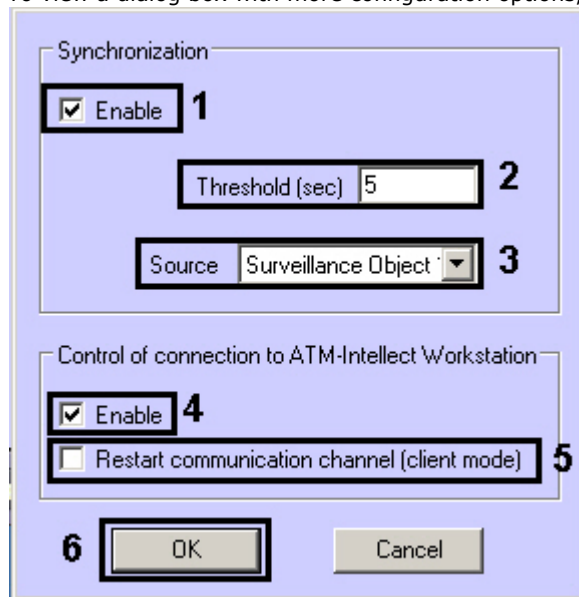 To view a dialog box with more configuration options,
Synchronization
Enable 1
Threshold (sec) 5 2
Source Surveillance Object 3
Control of connection to ATM-Intellect Workstation
Enable 4
Restart communication channel (client mode) 5
6 OK Cancel